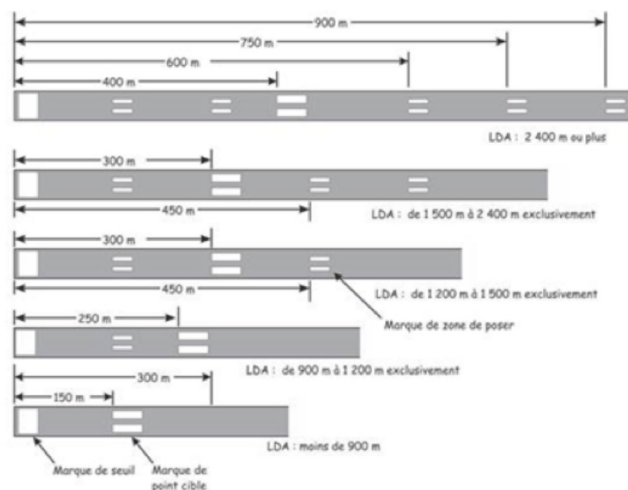 900 m
750 m
600 m
400 m
LDA : 2 400 m ou plus
300 m
450 m
LDA : de 1 500 m à 2 400 m exclusivement
300 m
450 m
LDA : de 1 200 m à 1 500 m exclusivement
Marque de zone de poser
250 m
LDA : de 900 m à 1 200 m exclusivement
300 m
150 m
LDA : moins de 900 m
Marque de seuil
Marque de
point cible